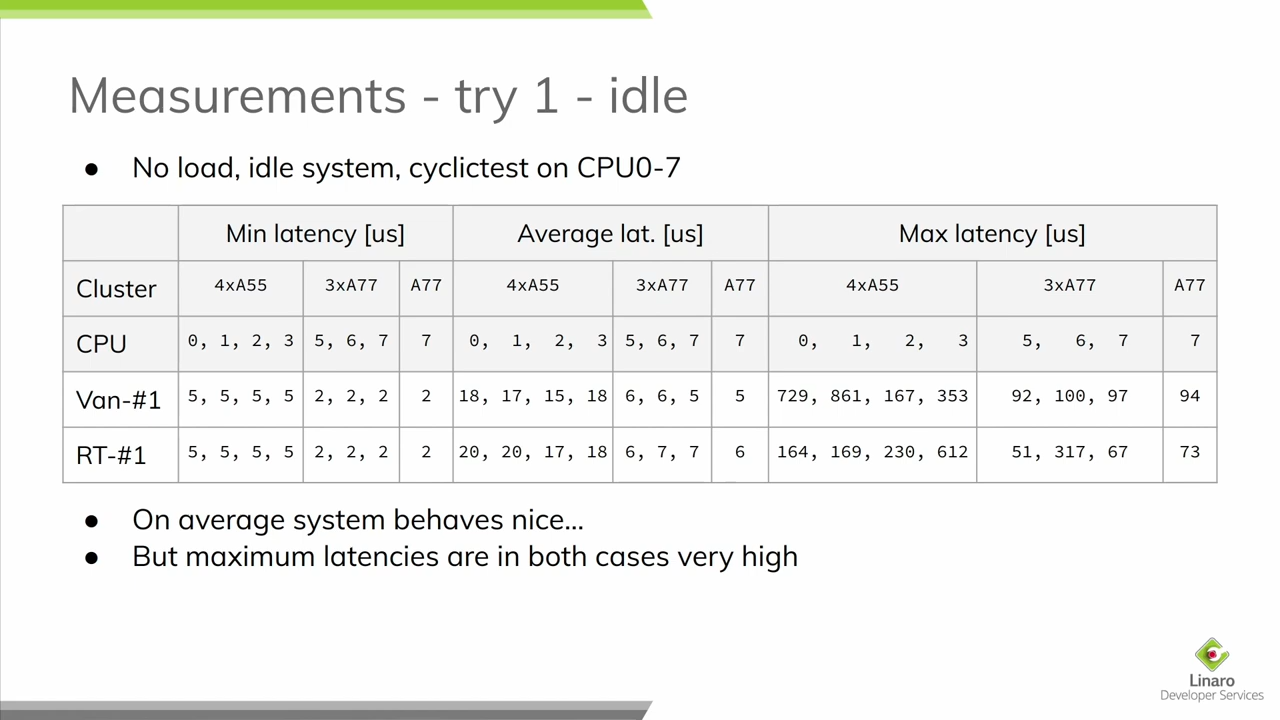 Measurements - try 1 - idle
● No load, idle system, cyclictest on CPU0-7
Min latency [us] Average lat. [us] Max latency [us]
Cluster 4xA55 3xA77 A77 4xA55 3xA77 A77 4xA55 3xA77 A77
CPU 0, 1, 2, 3 5, 6, 7 7 0, 1, 2, 3 5, 6, 7 7 0, 1, 2, 3 5, 6, 7 7
Van-#1 5, 5, 5, 5 2, 2, 2 2 18, 17, 15, 18 6, 6, 5 5 729, 861, 167, 353 92, 100, 97 94
RT-#1 5, 5, 5, 5 2, 2, 2 2 20, 20, 17, 18 6, 7, 7 6 164, 169, 230, 612 51, 317, 67 73
● On average system behaves nice...
● But maximum latencies are in both cases very high
Linaro
Developer Services